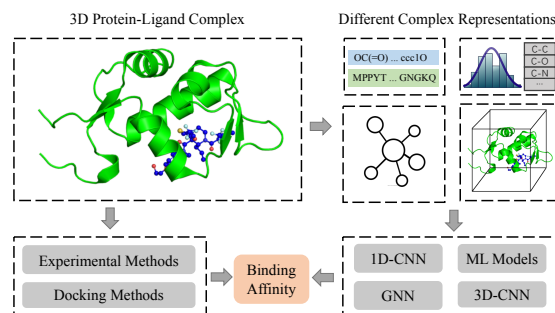 3D Protein-Ligand Complex
Different Complex Representations
OC(=O) ... ccc1O
MPPYT ... GNGKQ
C-C
C-O
C-N
...
Experimental Methods
Docking Methods
Binding
Affinity
1D-CNN
ML Models
GNN
3D-CNN